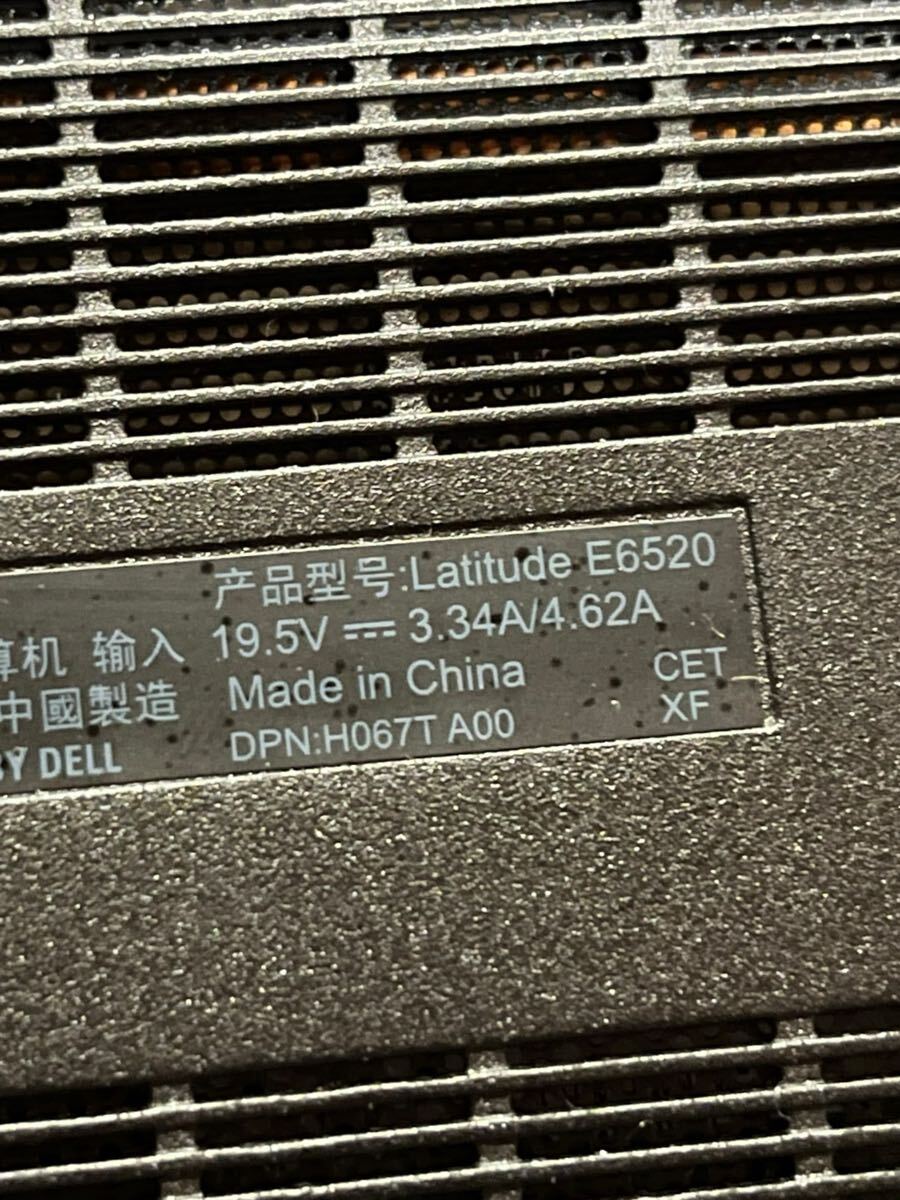 产品型号:Latitude E6520
算机 输入 19.5V ⎓ 3.34A/4.62A
中國製造 Made in China CET
BY DELL DPN:H067T A00 XF